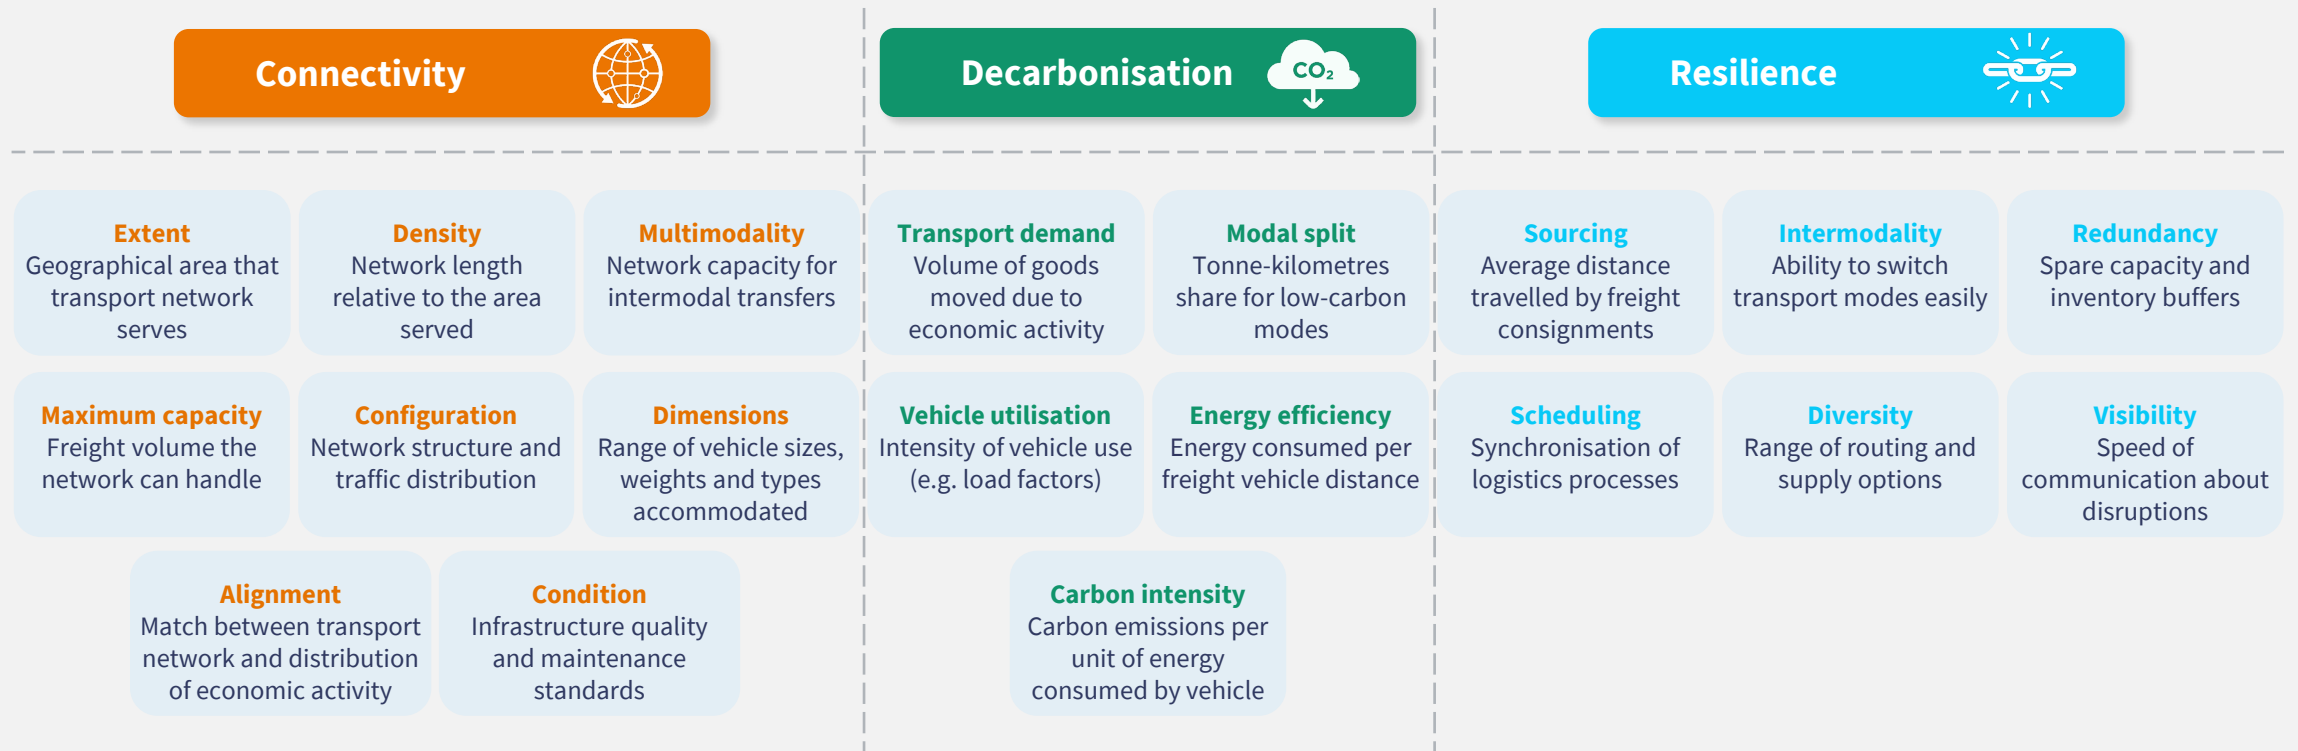 Connectivity
Decarbonisation
CO₂
Resilience
Extent
Geographical area that
transport network
serves
Density
Network length
relative to the area
served
Multimodality
Network capacity for
intermodal transfers
Transport demand
Volume of goods
moved due to
economic activity
Modal split
Tonne-kilometres
share for low-carbon
modes
Sourcing
Average distance
travelled by freight
consignments
Intermodality
Ability to switch
transport modes easily
Redundancy
Spare capacity and
inventory buffers
Maximum capacity
Freight volume the
network can handle
Configuration
Network structure and
traffic distribution
Dimensions
Range of vehicle sizes,
weights and types
accommodated
Vehicle utilisation
Intensity of vehicle use
(e.g. load factors)
Energy efficiency
Energy consumed per
freight vehicle distance
Scheduling
Synchronisation of
logistics processes
Diversity
Range of routing and
supply options
Visibility
Speed of
communication about
disruptions
Alignment
Match between transport
network and distribution
of economic activity
Condition
Infrastructure quality
and maintenance
standards
Carbon intensity
Carbon emissions per
unit of energy
consumed by vehicle